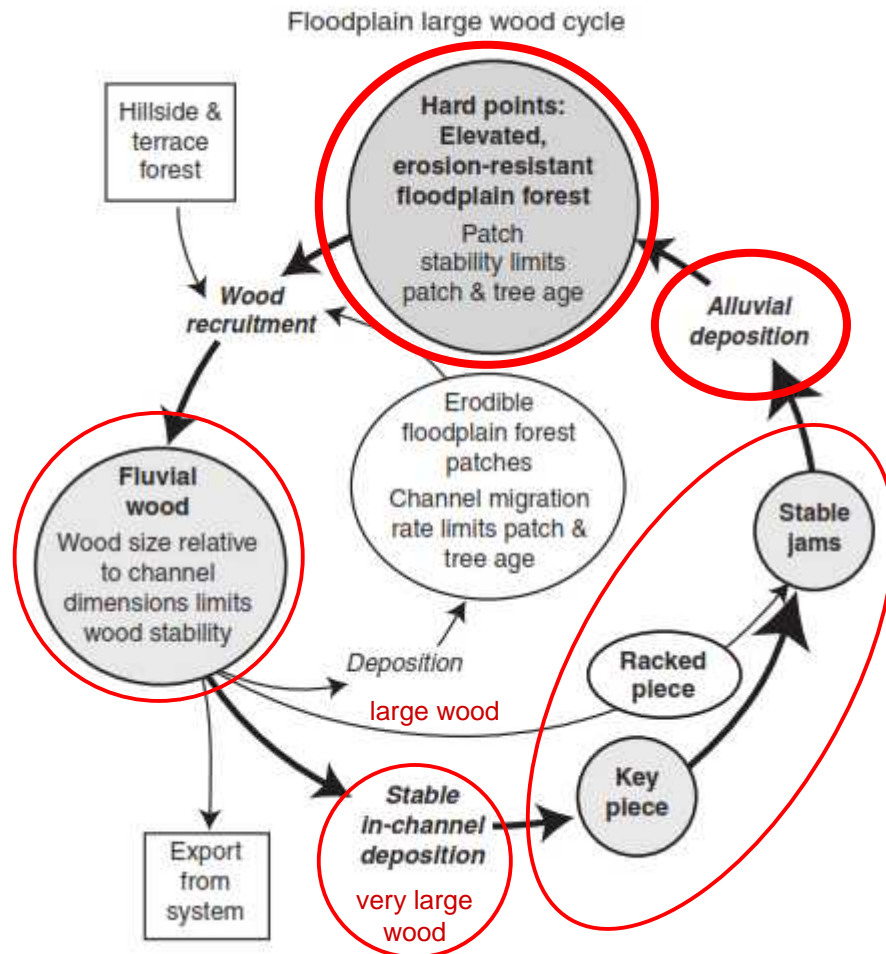 Floodplain large wood cycle
Hillside &
terrace
forest
Hard points:
Elevated,
erosion-resistant
floodplain forest
Patch
stability limits
patch & tree age
Wood
recruitment
Alluvial
deposition
Erodible
floodplain forest
patches
Channel migration
rate limits patch &
tree age
Fluvial
wood
Wood size relative
to channel
dimensions limits
wood stability
Stable
jams
Deposition
Racked
piece
large wood
Key
piece
Stable
in-channel
deposition
very large
wood
Export
from
system